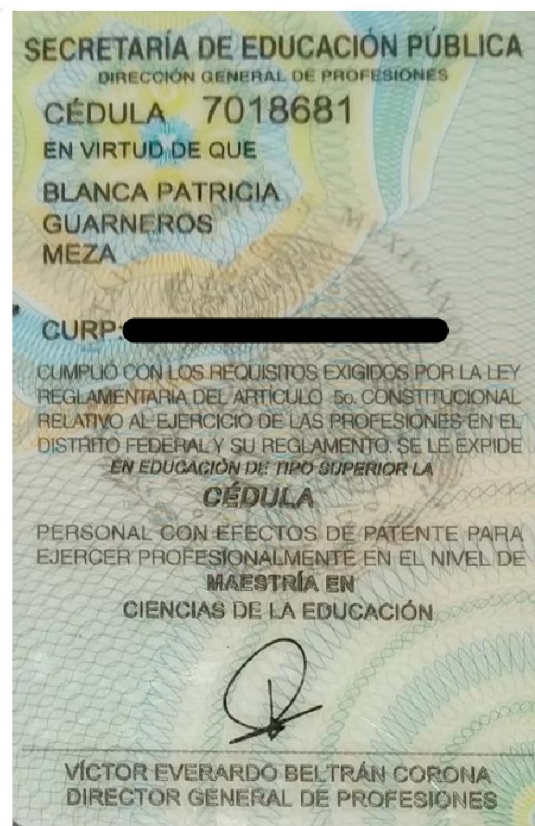 SECRETARÍA DE EDUCACIÓN PÚBLICA
DIRECCIÓN GENERAL DE PROFESIONES
CÉDULA 7018681
EN VIRTUD DE QUE
BLANCA PATRICIA
GUARNEROS
MEZA
CURP:
CUMPLIÓ CON LOS REQUISITOS EXIGIDOS POR LA LEY
REGLAMENTARIA DEL ARTÍCULO 5o. CONSTITUCIONAL
RELATIVO AL EJERCICIO DE LAS PROFESIONES EN EL
DISTRITO FEDERAL Y SU REGLAMENTO, SE LE EXPIDE
EN EDUCACIÓN DE TIPO SUPERIOR LA
CÉDULA
PERSONAL CON EFECTOS DE PATENTE PARA
EJERCER PROFESIONALMENTE EN EL NIVEL DE
MAESTRÍA EN
CIENCIAS DE LA EDUCACIÓN
VÍCTOR EVERARDO BELTRÁN CORONA
DIRECTOR GENERAL DE PROFESIONES